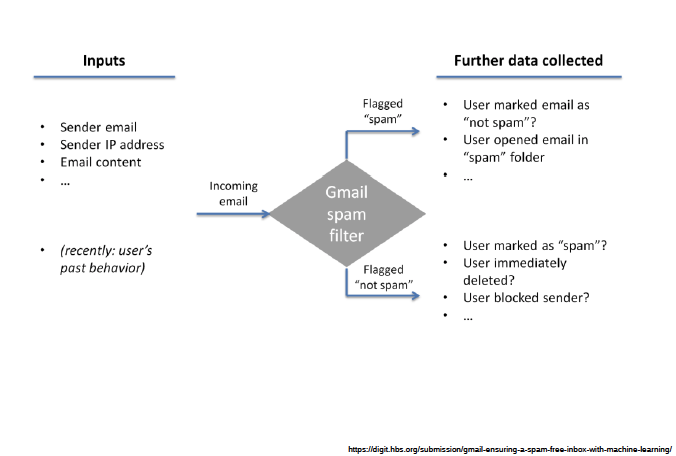 Inputs
• Sender email
• Sender IP address
• Email content
• ...
• (recently: user's
past behavior)
Incoming
email
Gmail
spam
filter
Flagged
“spam”
Flagged
“not spam”
Further data collected
• User marked email as
“not spam”?
• User opened email in
“spam” folder
• ...
• User marked as “spam”?
• User immediately
deleted?
• User blocked sender?
• ...
https://digit.hbs.org/submission/gmail-ensuring-a-spam-free-inbox-with-machine-learning/